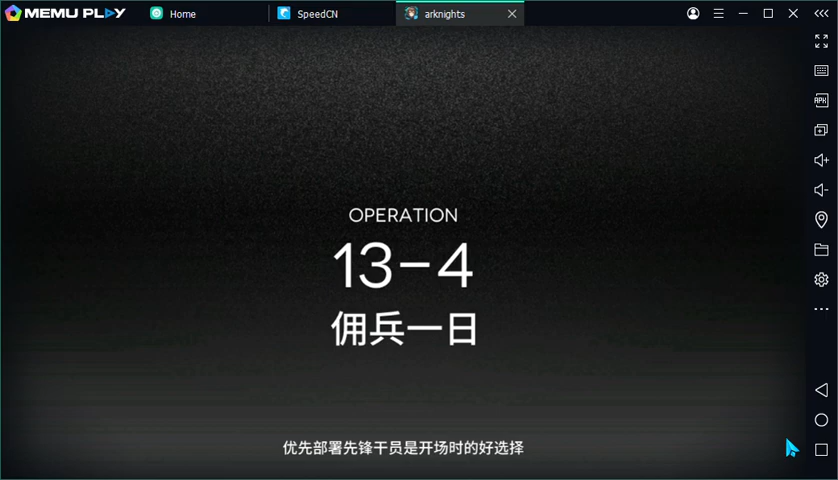 MEMU PLAY
Home
SpeedCN
arknights
APK
OPERATION
13-4
佣兵一日
优先部署先锋干员是开场时的好选择